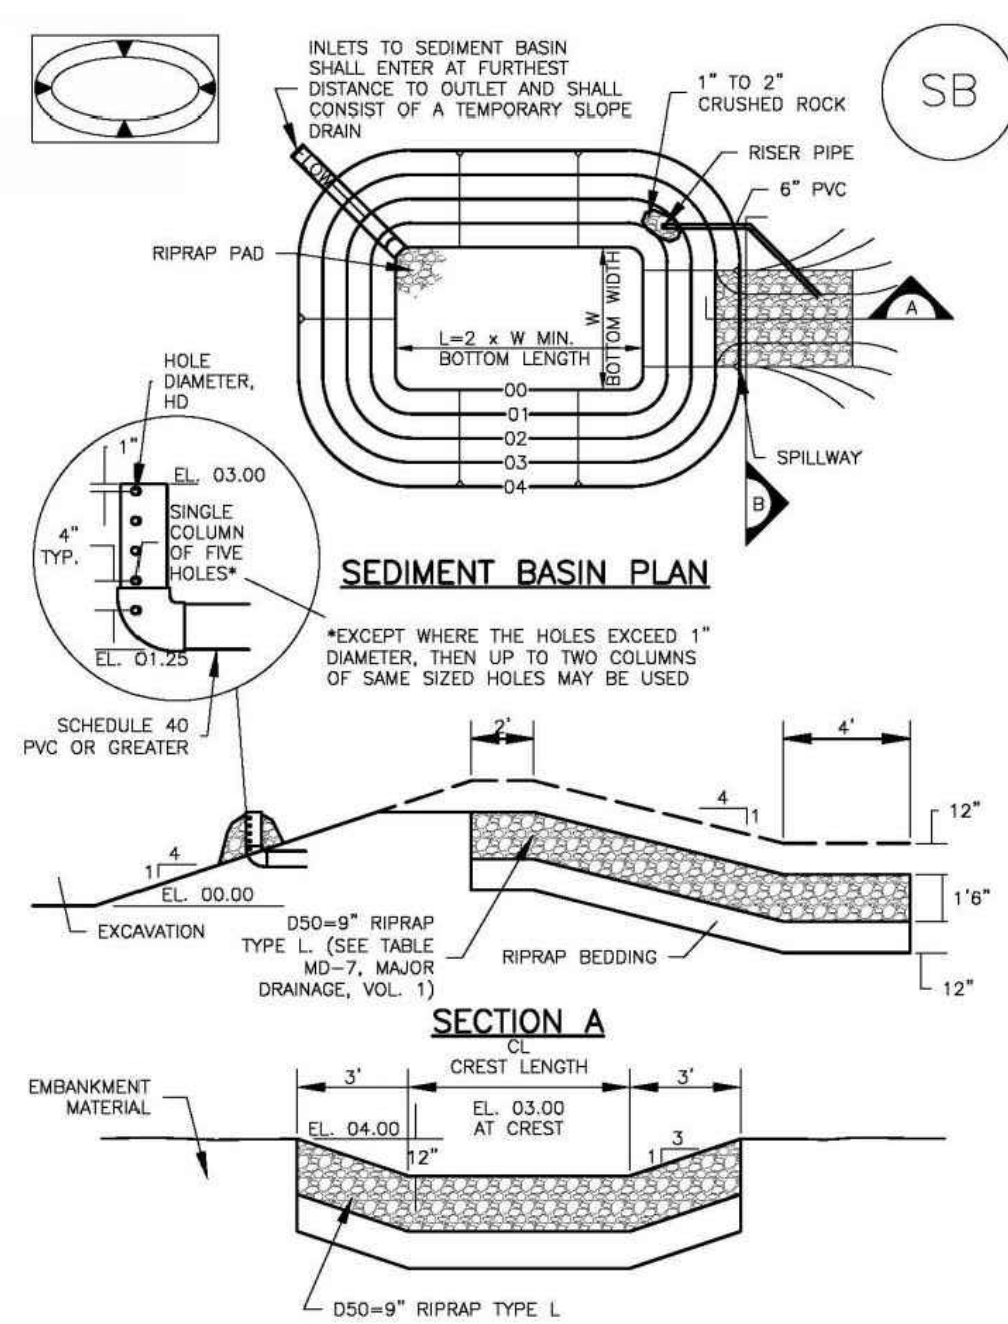 INLETS TO SEDIMENT BASIN
SHALL ENTER AT FURTHEST
DISTANCE TO OUTLET AND SHALL
CONSIST OF A TEMPORARY SLOPE
DRAIN
1" TO 2"
CRUSHED ROCK
SB
RISER PIPE
6" PVC
FLOW
RIPRAP PAD
L=2 x W MIN.
BOTTOM LENGTH
W
BOTTOM WIDTH
A
00
01
02
03
04
SPILLWAY
B
HOLE
DIAMETER,
HD
1"
EL. 03.00
4"
TYP.
SINGLE
COLUMN
OF FIVE
HOLES*
EL. 01.25
SEDIMENT BASIN PLAN
*EXCEPT WHERE THE HOLES EXCEED 1"
DIAMETER, THEN UP TO TWO COLUMNS
OF SAME SIZED HOLES MAY BE USED
SCHEDULE 40
PVC OR GREATER
2'
4'
4
1
12"
4
1
EL. 00.00
EXCAVATION
1'6"
D50=9" RIPRAP
TYPE L. (SEE TABLE
MD-7, MAJOR
DRAINAGE, VOL. 1)
RIPRAP BEDDING
12"
SECTION A
CL
CREST LENGTH
3'
3'
EMBANKMENT
MATERIAL
EL. 04.00
EL. 03.00
AT CREST
12"
3
1
D50=9" RIPRAP TYPE L